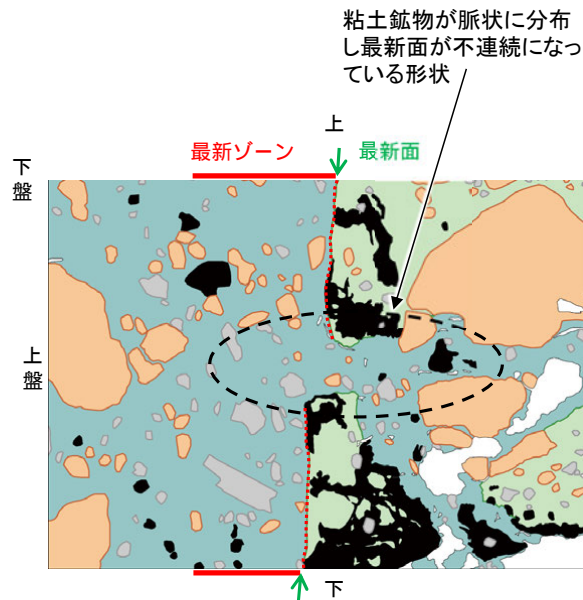 粘土鉱物が脈状に分布
し最新面が不連続になっ
ている形状
上
最新ゾーン
最新面
下
盤
上
盤
下